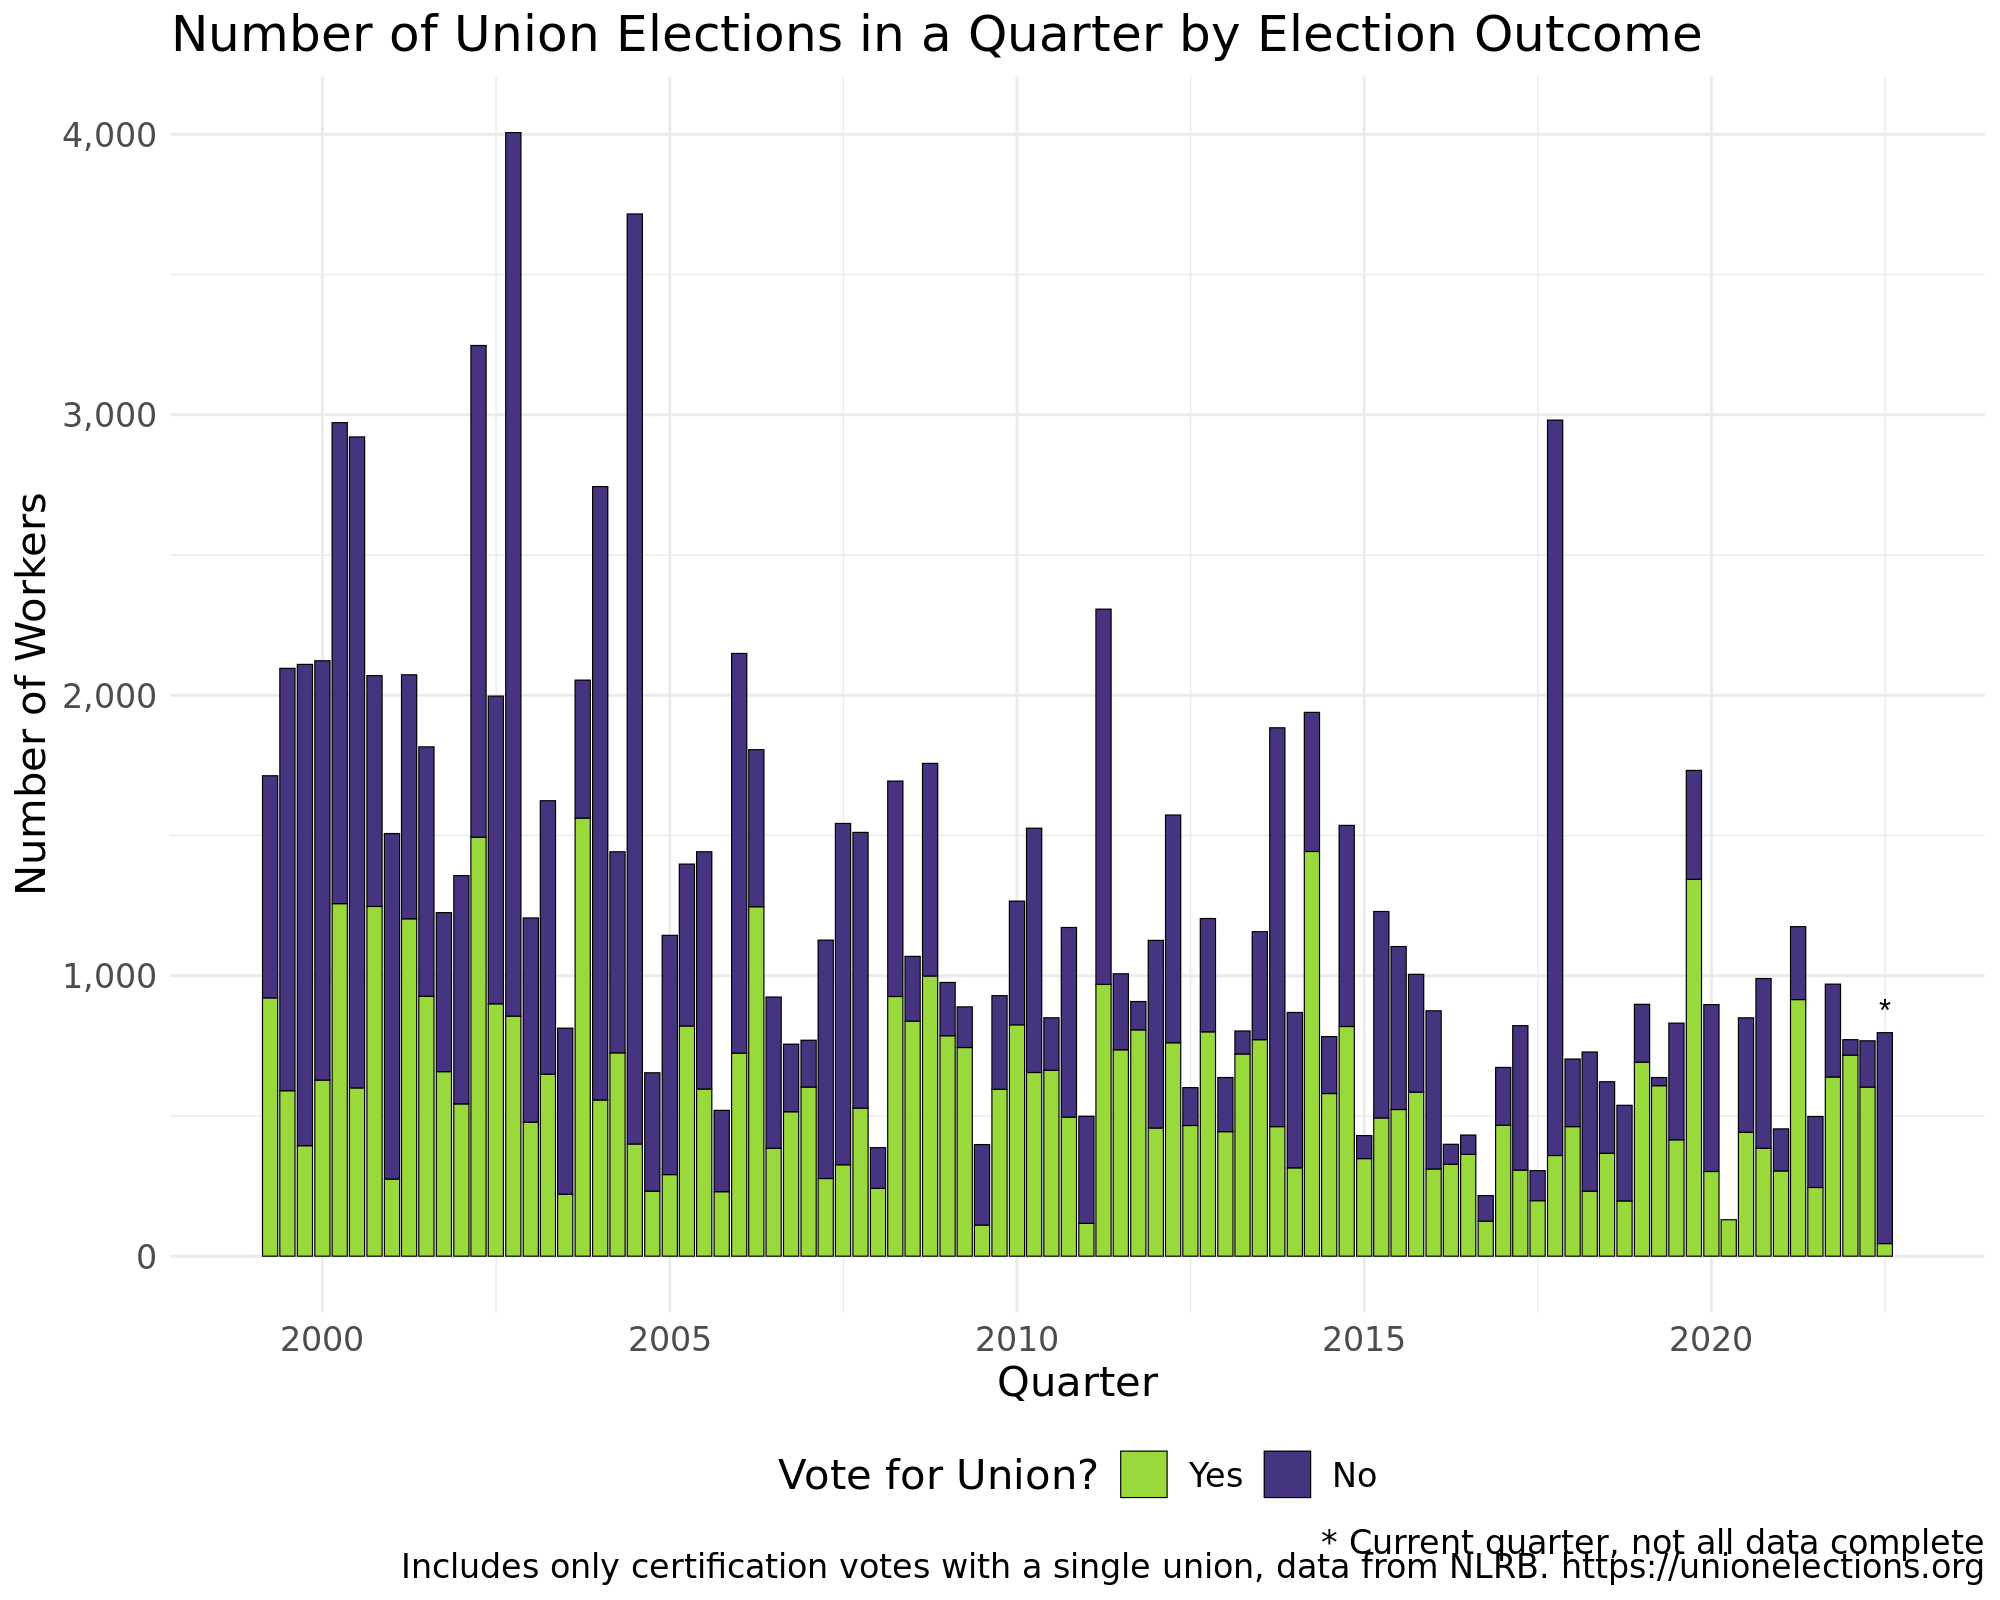 Number of Union Elections in a Quarter by Election Outcome
Number of Workers
4,000
3,000
2,000
1,000
0
*
2000 2005 2010 2015 2020
Quarter
Vote for Union? Yes No
* Current quarter, not all data complete
Includes only certification votes with a single union, data from NLRB. https://unionelections.org